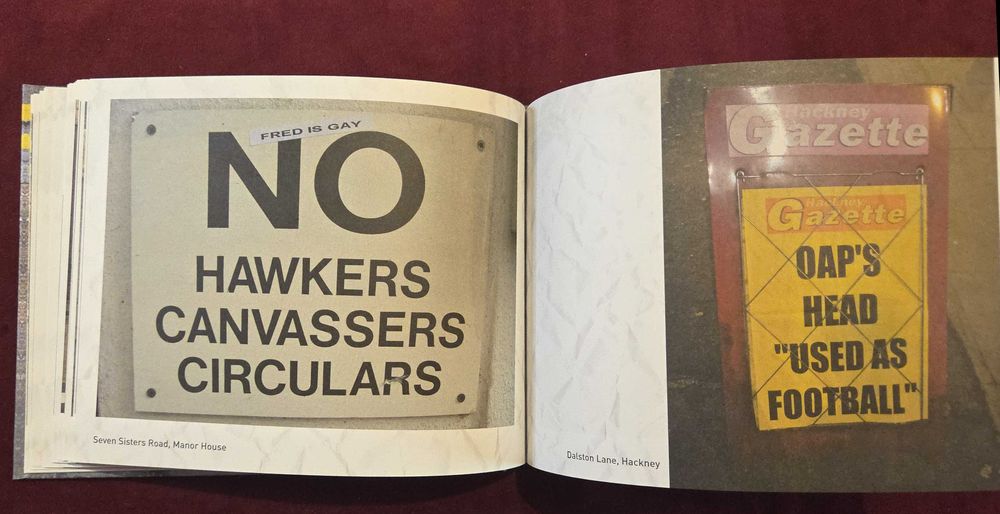 FRED IS GAY
NO
HAWKERS
CANVASSERS
CIRCULARS
Seven Sisters Road, Manor House
Hackney
Gazette
Hackney
Gazette
OAP'S
HEAD
"USED AS
FOOTBALL"
Dalston Lane, Hackney